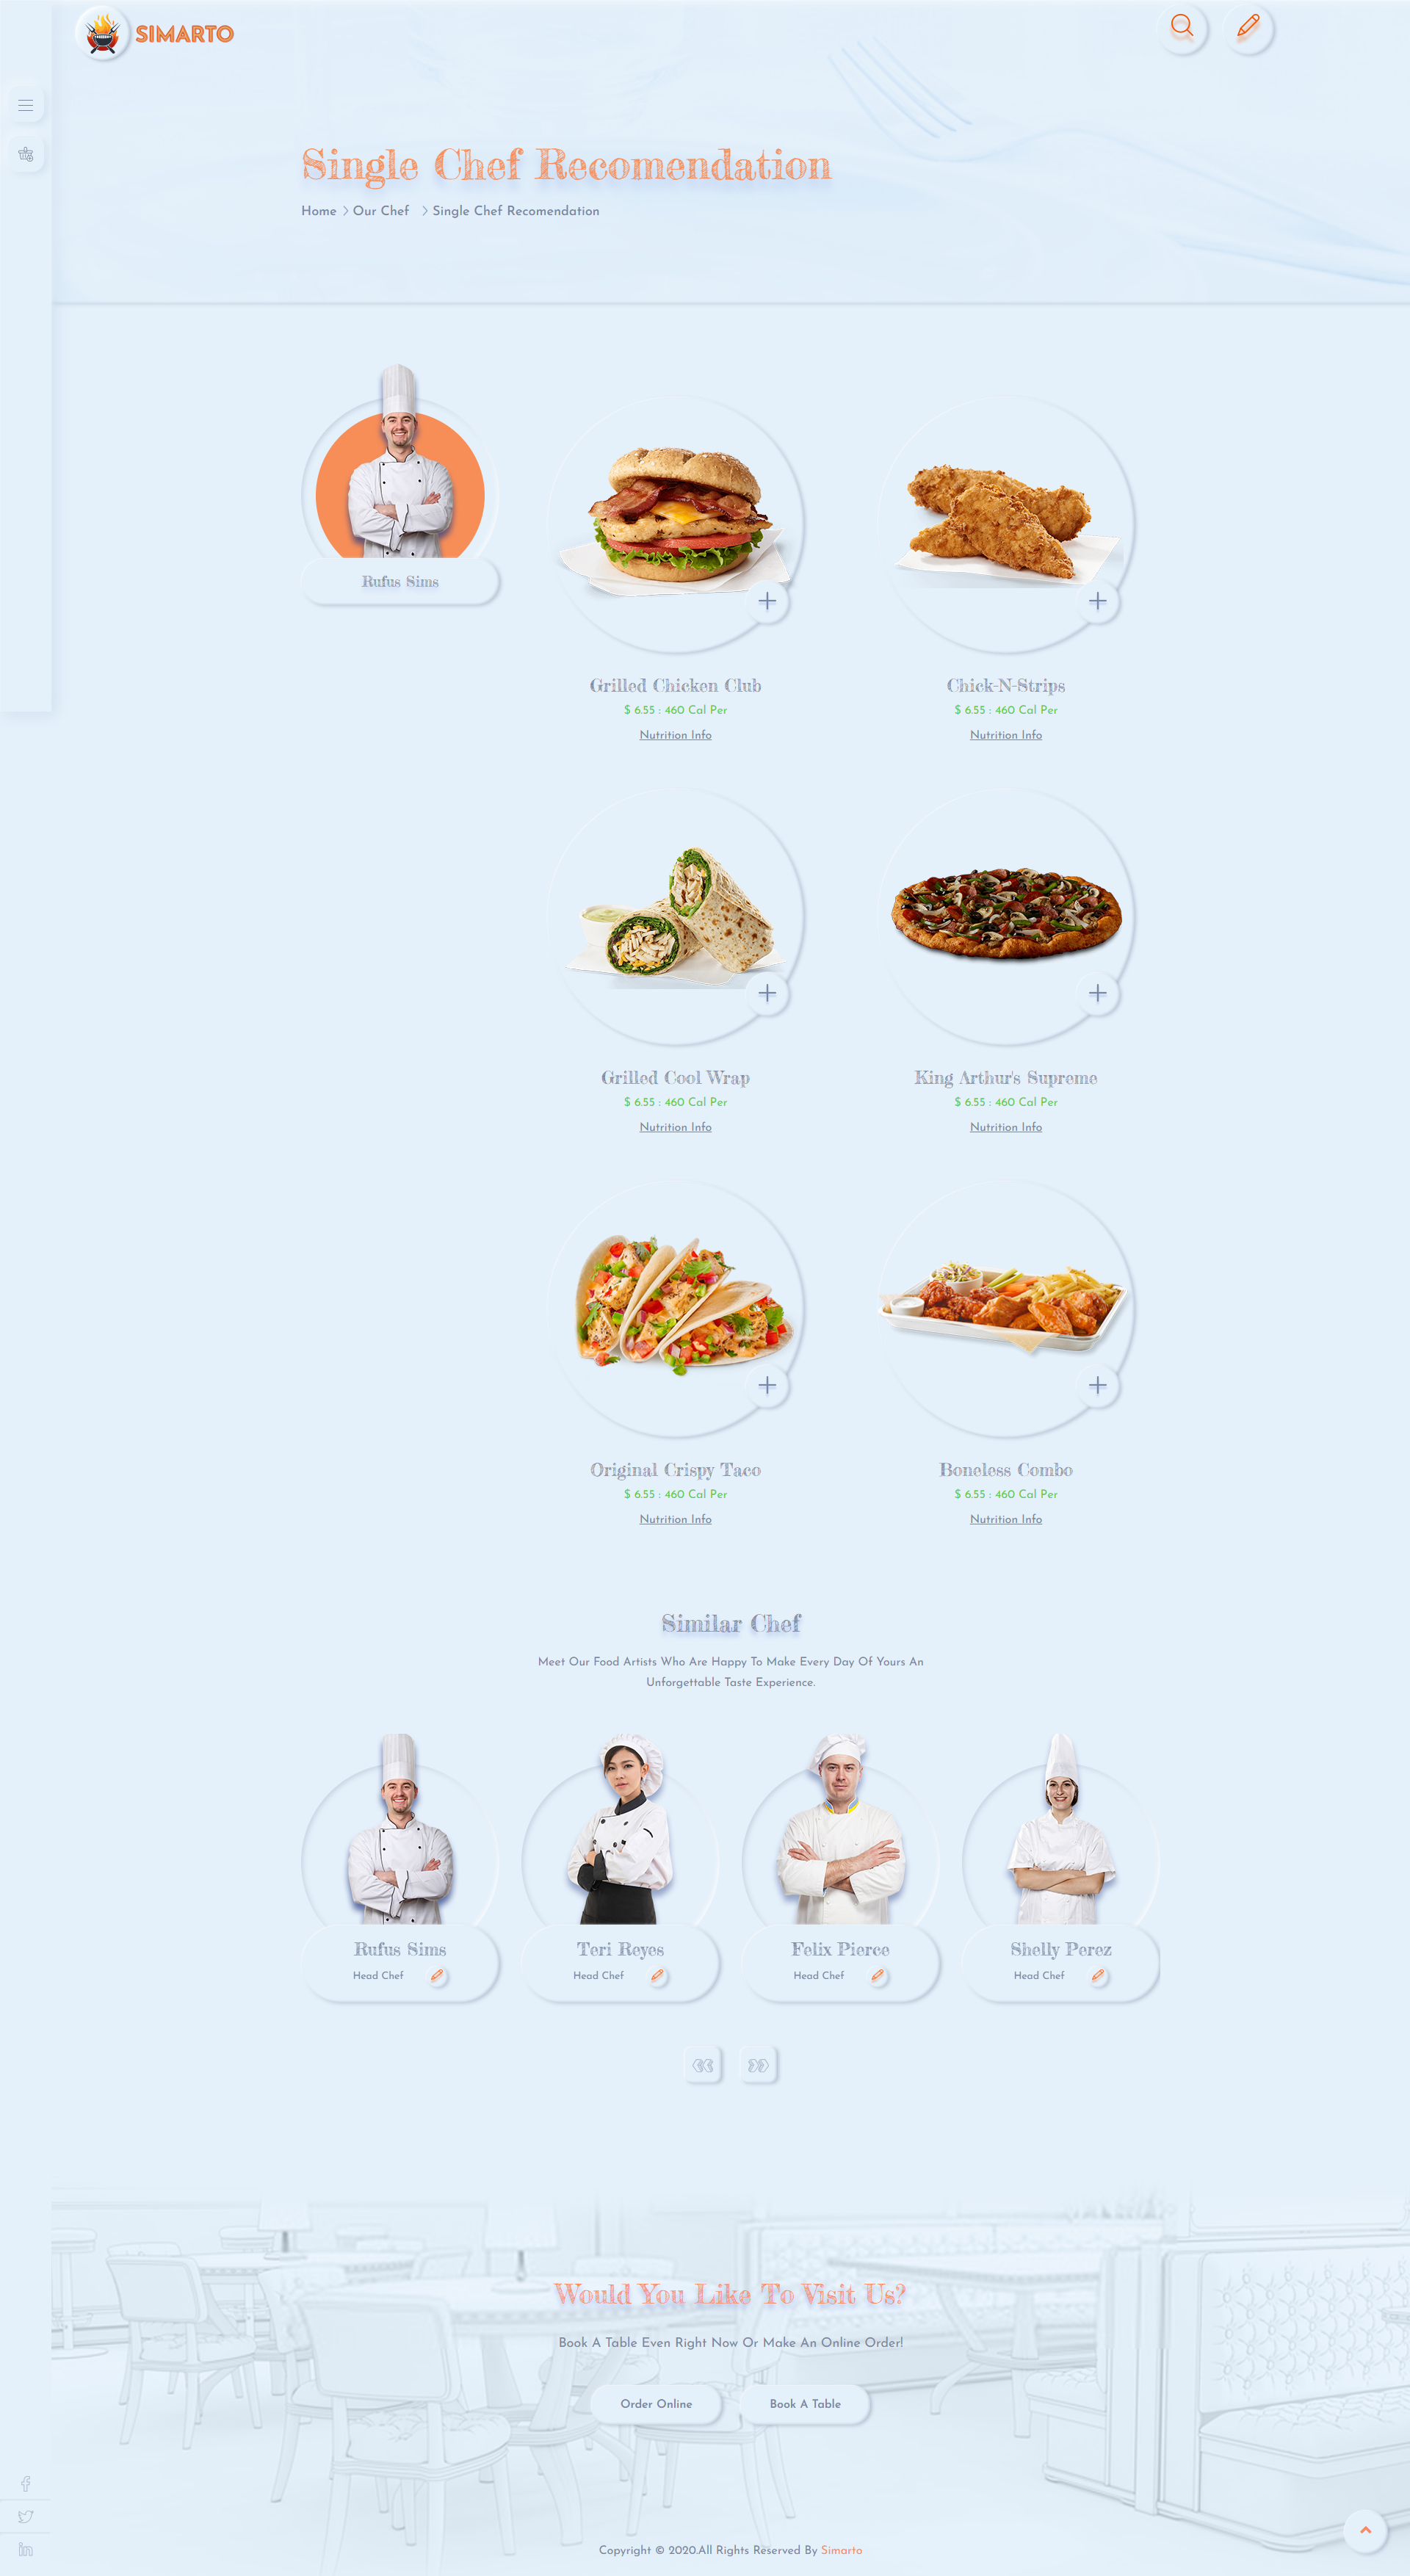 SIMARTO
Single Chef Recomendation
Home > Our Chef > Single Chef Recomendation
Rufus Sims
Grilled Chicken Club
$ 6.55 : 460 Cal Per
Nutrition Info
Chick-N-Strips
$ 6.55 : 460 Cal Per
Nutrition Info
Grilled Cool Wrap
$ 6.55 : 460 Cal Per
Nutrition Info
King Arthur's Supreme
$ 6.55 : 460 Cal Per
Nutrition Info
Original Crispy Taco
$ 6.55 : 460 Cal Per
Nutrition Info
Boneless Combo
$ 6.55 : 460 Cal Per
Nutrition Info
Similar Chef
Meet Our Food Artists Who Are Happy To Make Every Day Of Yours An
Unforgettable Taste Experience.
Rufus Sims
Head Chef
Teri Reyes
Head Chef
Felix Pierce
Head Chef
Shelly Perez
Head Chef
Would You Like To Visit Us?
Book A Table Even Right Now Or Make An Online Order!
Order Online
Book A Table
Copyright © 2020.All Rights Reserved By Simarto